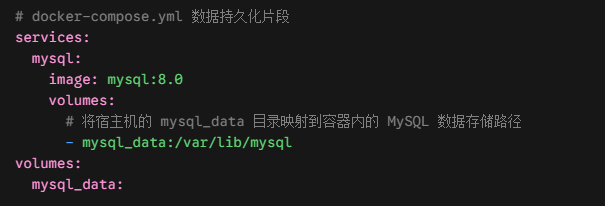 # docker-compose.yml 数据持久化片段
services:
  mysql:
    image: mysql:8.0
    volumes:
      # 将宿主机的 mysql_data 目录映射到容器内的 MySQL 数据存储路径
      - mysql_data:/var/lib/mysql
volumes:
  mysql_data: